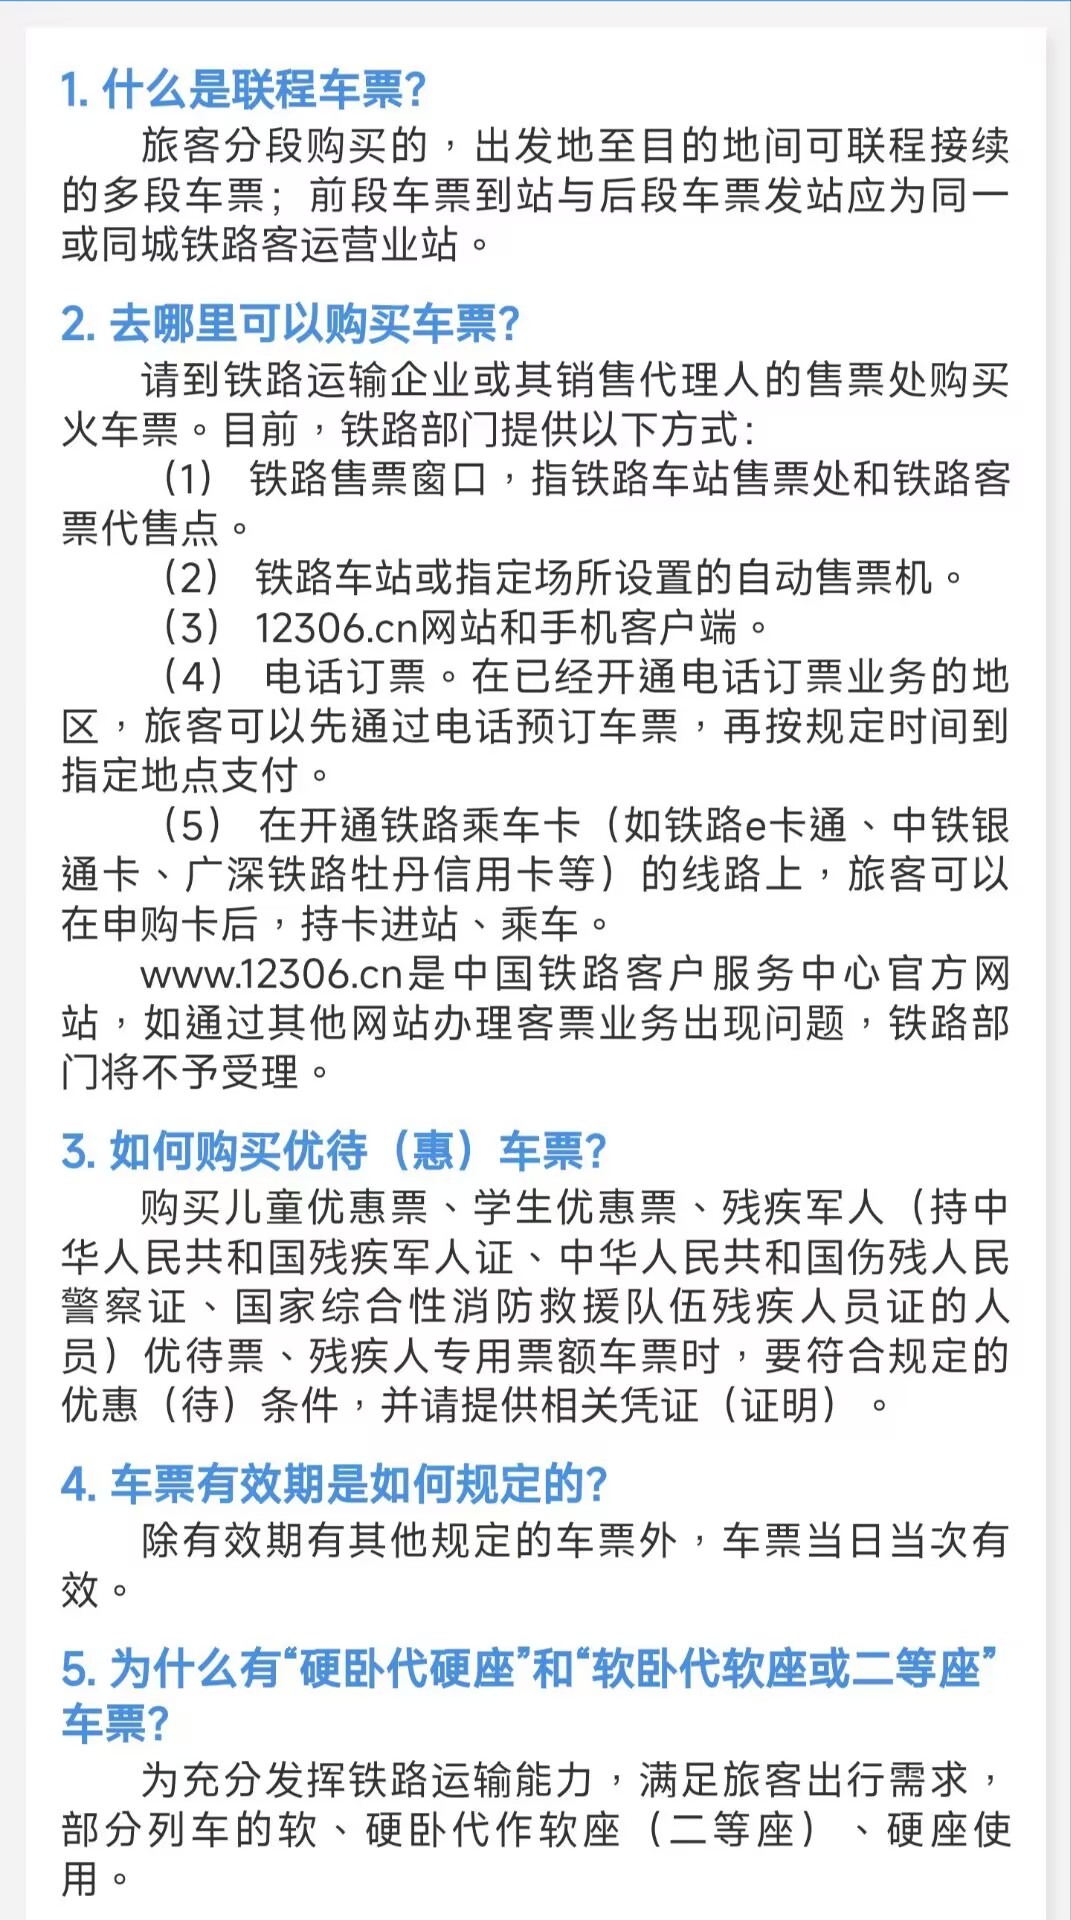 1. 什么是联程车票?
旅客分段购买的，出发地至目的地间可联程接续
的多段车票；前段车票到站与后段车票发站应为同一
或同城铁路客运营业站。
2. 去哪里可以购买车票?
请到铁路运输企业或其销售代理人的售票处购买
火车票。目前，铁路部门提供以下方式：
（1） 铁路售票窗口，指铁路车站售票处和铁路客
票代售点。
（2） 铁路车站或指定场所设置的自动售票机。
（3） 12306.cn网站和手机客户端。
（4） 电话订票。在已经开通电话订票业务的地
区，旅客可以先通过电话预订车票，再按规定时间到
指定地点支付。
（5） 在开通铁路乘车卡（如铁路e卡通、中铁银
通卡、广深铁路牡丹信用卡等）的线路上，旅客可以
在申购卡后，持卡进站、乘车。
www.12306.cn是中国铁路客户服务中心官方网
站，如通过其他网站办理客票业务出现问题，铁路部
门将不予受理。
3. 如何购买优待（惠）车票?
购买儿童优惠票、学生优惠票、残疾军人（持中
华人民共和国残疾军人证、中华人民共和国伤残人民
警察证、国家综合性消防救援队伍残疾人员证的人
员）优待票、残疾人专用票额车票时，要符合规定的
优惠（待）条件，并请提供相关凭证（证明）。
4. 车票有效期是如何规定的?
除有效期有其他规定的车票外，车票当日当次有
效。
5. 为什么有“硬卧代硬座”和“软卧代软座或二等座”
车票?
为充分发挥铁路运输能力，满足旅客出行需求，
部分列车的软、硬卧代作软座（二等座）、硬座使
用。